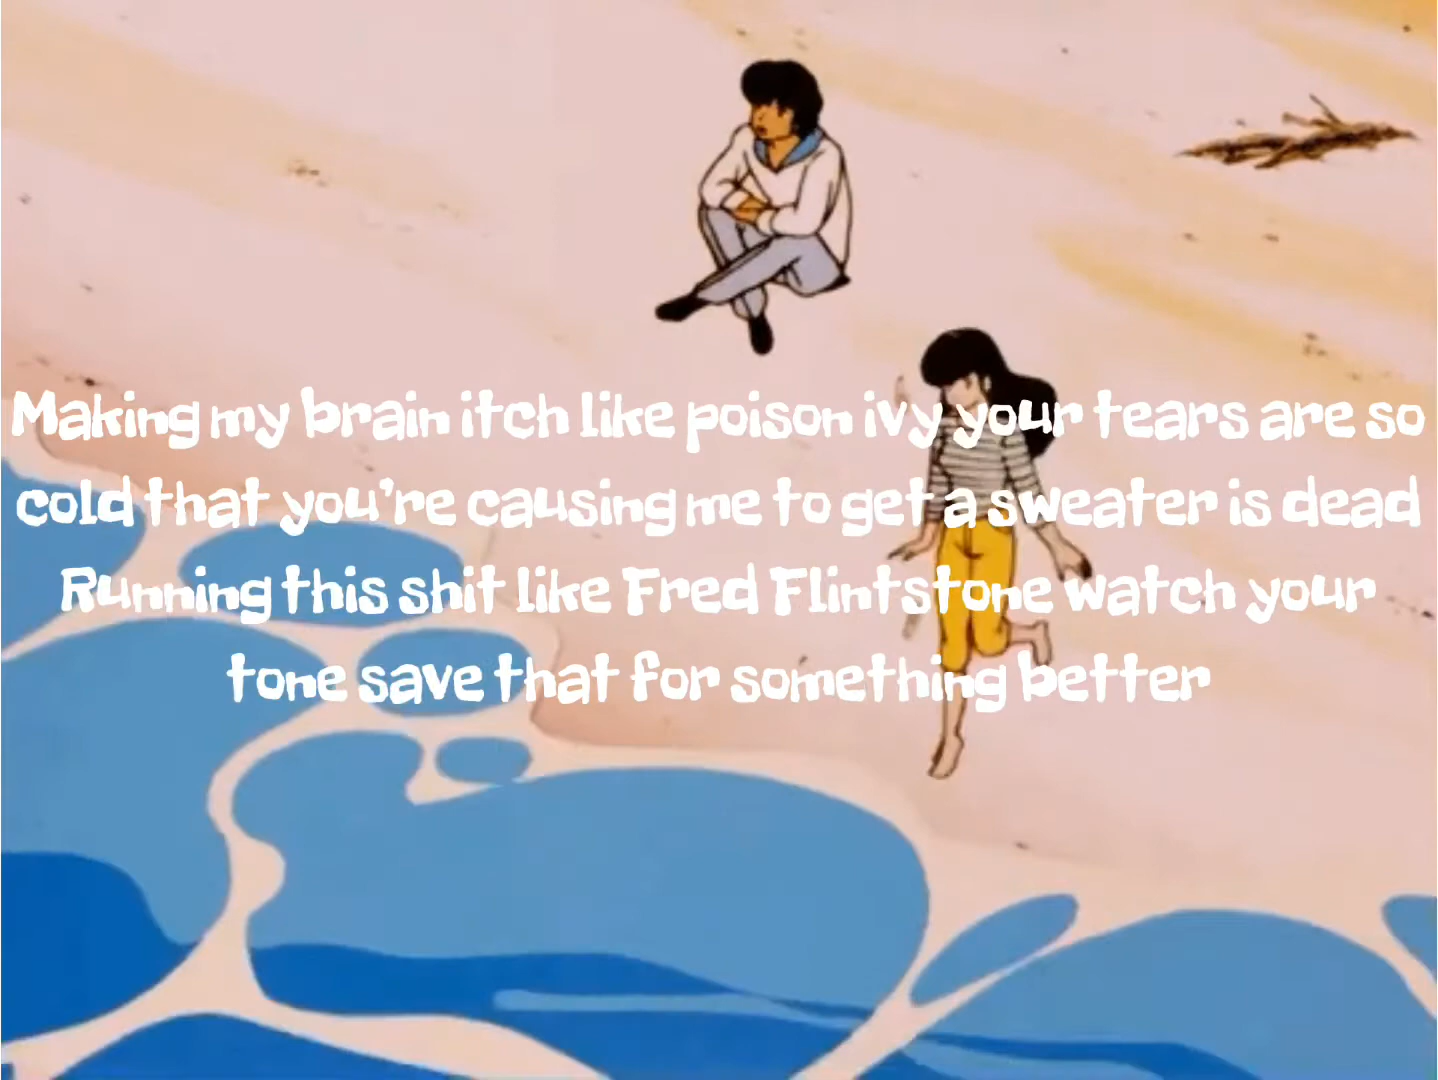 Making my brain itch like poison ivy your tears are so
cold that you're causing me to get a sweater is dead
Running this shit like Fred Flintstone watch your
tone save that for something better